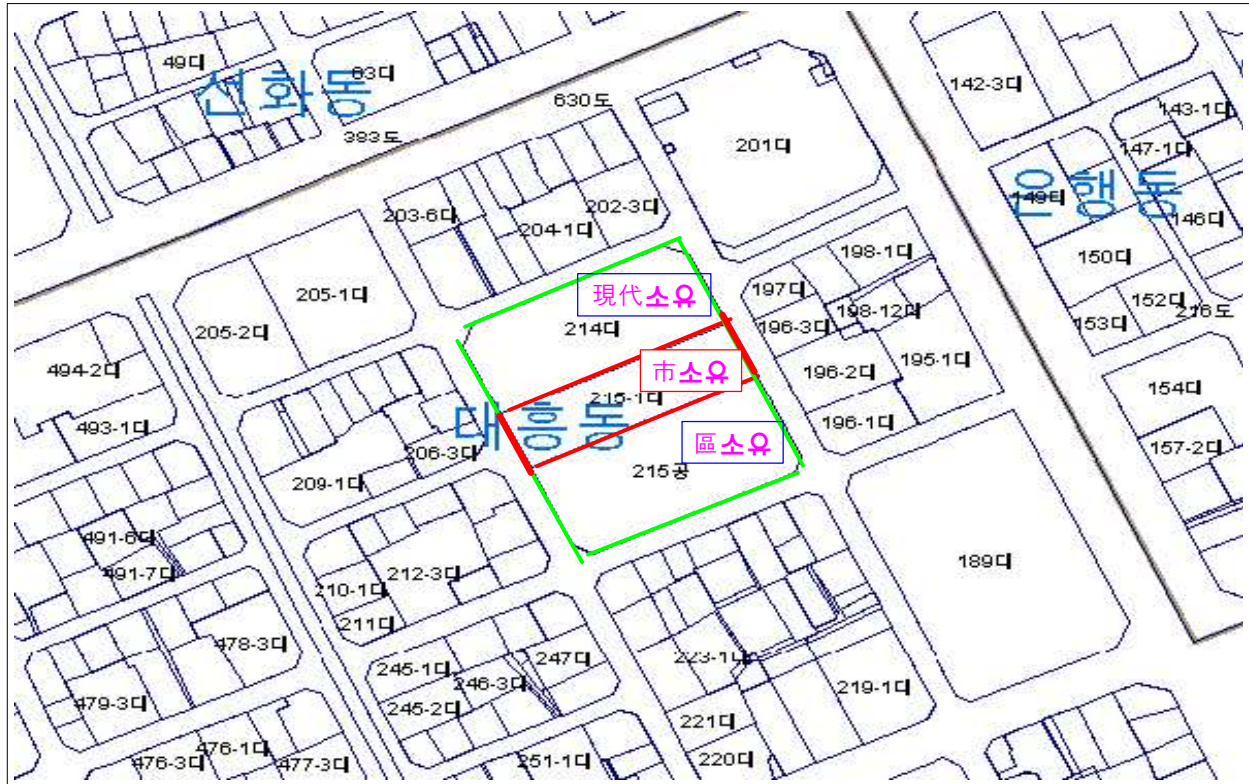 49대
63대
선화동
630도
383도
201대
142-3대
143-1대
147-1대
149대
은행동
146대
150대
152대
216도
153대
203-6대
202-3대
204-1대
198-1대
197대
現代소유
198-12대
196-3대
205-1대
214대
205-2대
195-1대
196-2대
市소유
494-2대
215-1대
154대
대흥동
493-1대
196-1대
區소유
157-2대
206-3대
215공
209-1대
491-6대
189대
491-7대
212-3대
210-1대
211대
478-3대
247대
223-1대
245-1대
246-3대
219-1대
479-3대
245-2대
221대
476-1대
220대
476-3대
477-3대
251-1대